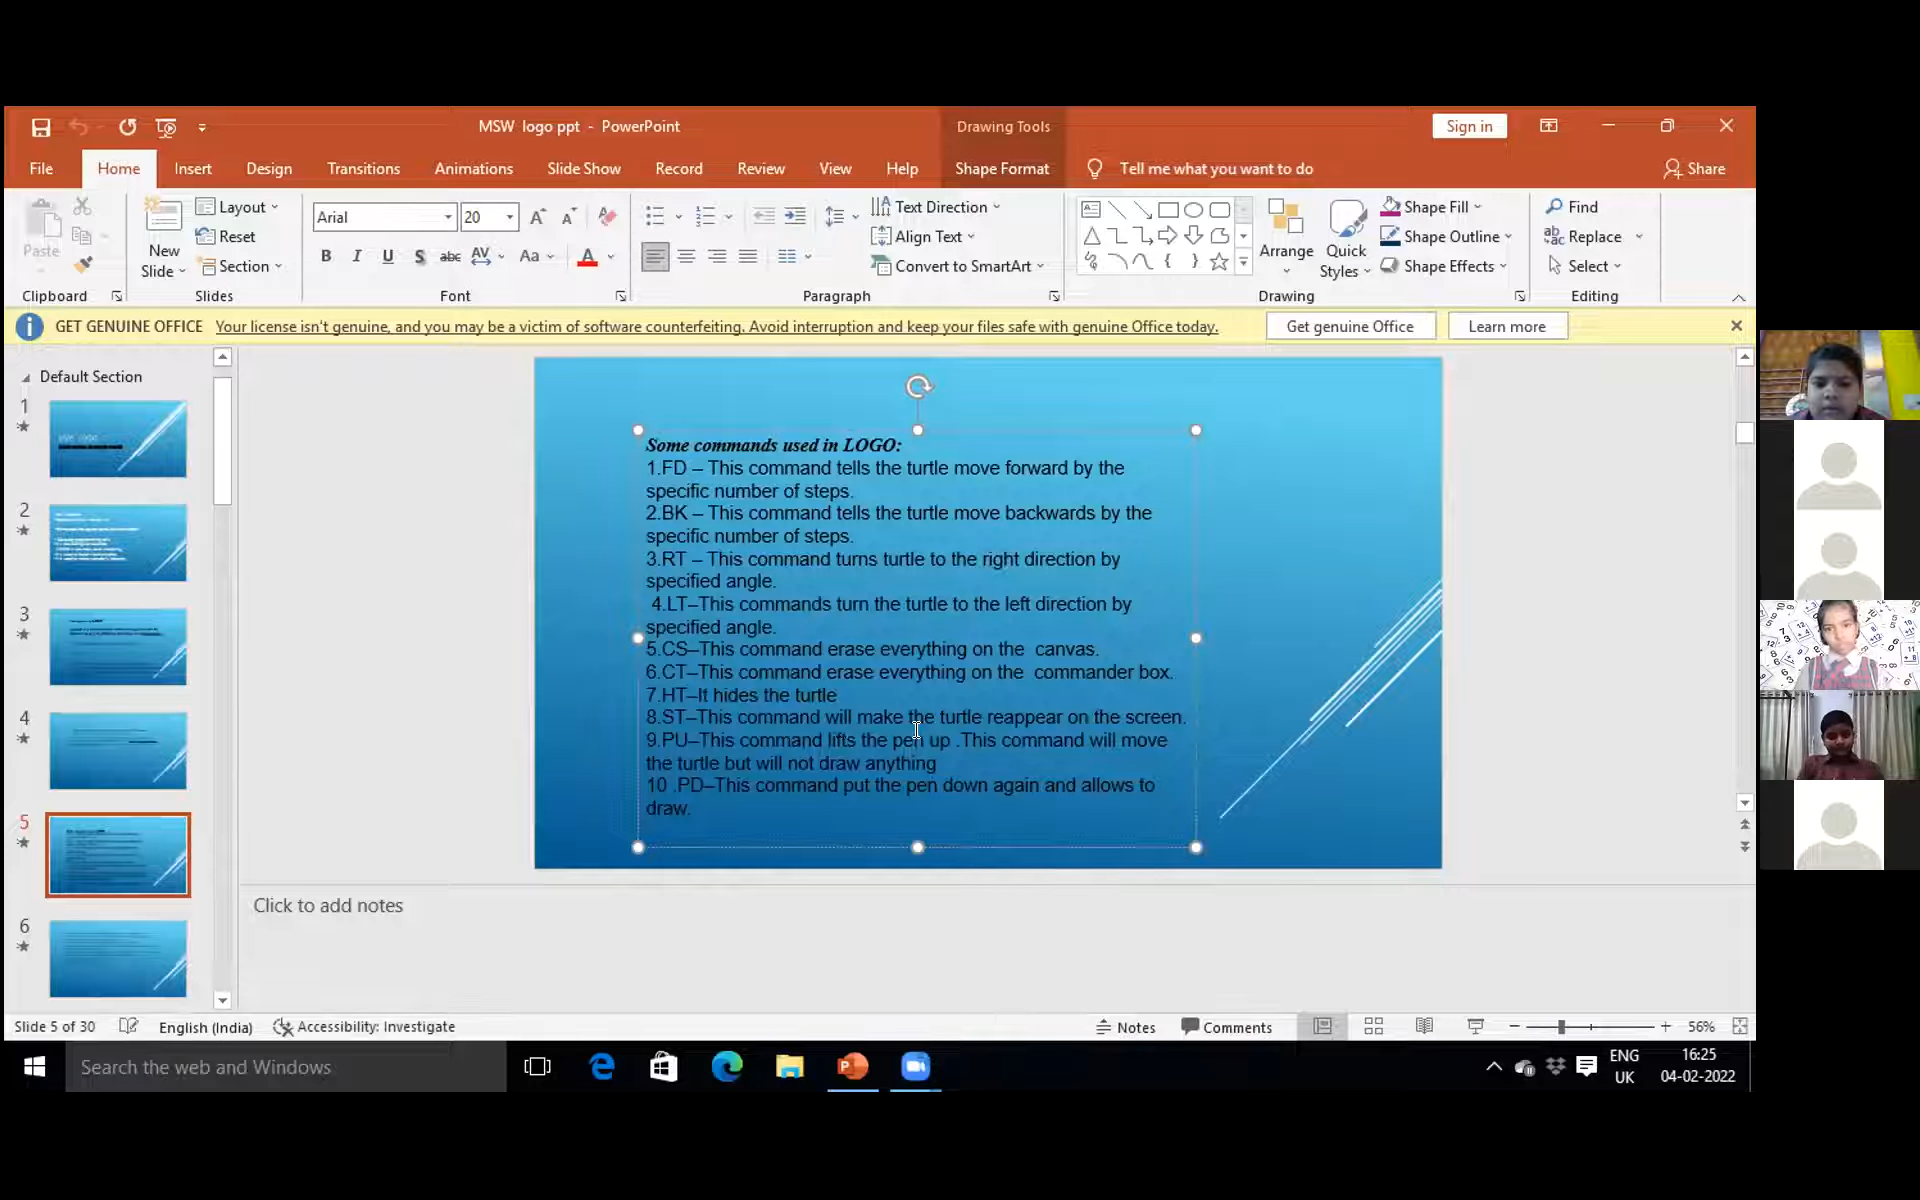 MSW logo ppt - PowerPoint
Drawing Tools
Sign in
File
Home
Insert
Design
Transitions
Animations
Slide Show
Record
Review
View
Help
Shape Format
Tell me what you want to do
Share
Paste
New
Slide
Layout
Reset
Section
Arial
20
Text Direction
Align Text
Convert to SmartArt
Arrange
Quick
Styles
Shape Fill
Shape Outline
Shape Effects
Find
Replace
Select
Clipboard
Slides
Font
Paragraph
Drawing
Editing
GET GENUINE OFFICE Your license isn't genuine, and you may be a victim of software counterfeiting. Avoid interruption and keep your files safe with genuine Office today.
Get genuine Office
Learn more
Default Section
1
2
3
4
5
6
Some commands used in LOGO:
1.FD – This command tells the turtle move forward by the
specific number of steps.
2.BK – This command tells the turtle move backwards by the
specific number of steps.
3.RT – This command turns turtle to the right direction by
specified angle.
4.LT–This commands turn the turtle to the left direction by
specified angle.
5.CS–This command erase everything on the  canvas.
6.CT–This command erase everything on the  commander box.
7.HT–It hides the turtle
8.ST–This command will make the turtle reappear on the screen.
9.PU–This command lifts the pen up .This command will move
the turtle but will not draw anything
10 .PD–This command put the pen down again and allows to
draw.
Click to add notes
Slide 5 of 30
English (India)
Accessibility: Investigate
Notes
Comments
56%
Search the web and Windows
ENG
UK
16:25
04-02-2022